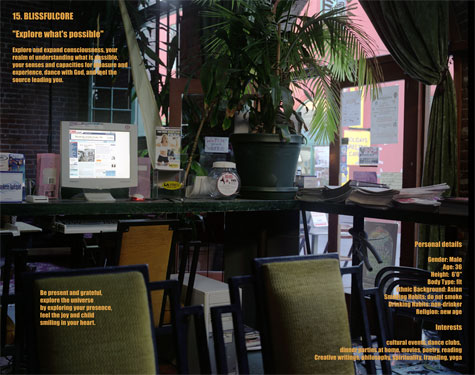 15. BLISSFULCORE
"Explore what's possible"
Explore and expand consciousness, your
realm of understanding what is possible,
your senses and capacities for pleasure and
experience, dance with God, and feel the
source leading you.
Be present and grateful,
explore the universe
by exploring your presence,
feel the joy and child
smiling in your heart.
Personal details
Gender: Male
Age: 36
Height: 6'0"
Body Type: fit
Ethnic Background: Asian
Smoking Habits: do not smoke
Drinking Habits: non-drinker
Religion: new age
Interests
cultural events, dance clubs,
dinner parties at home, movies, poetry, reading
Creative writing, philosophy, spirituality, traveling, yoga